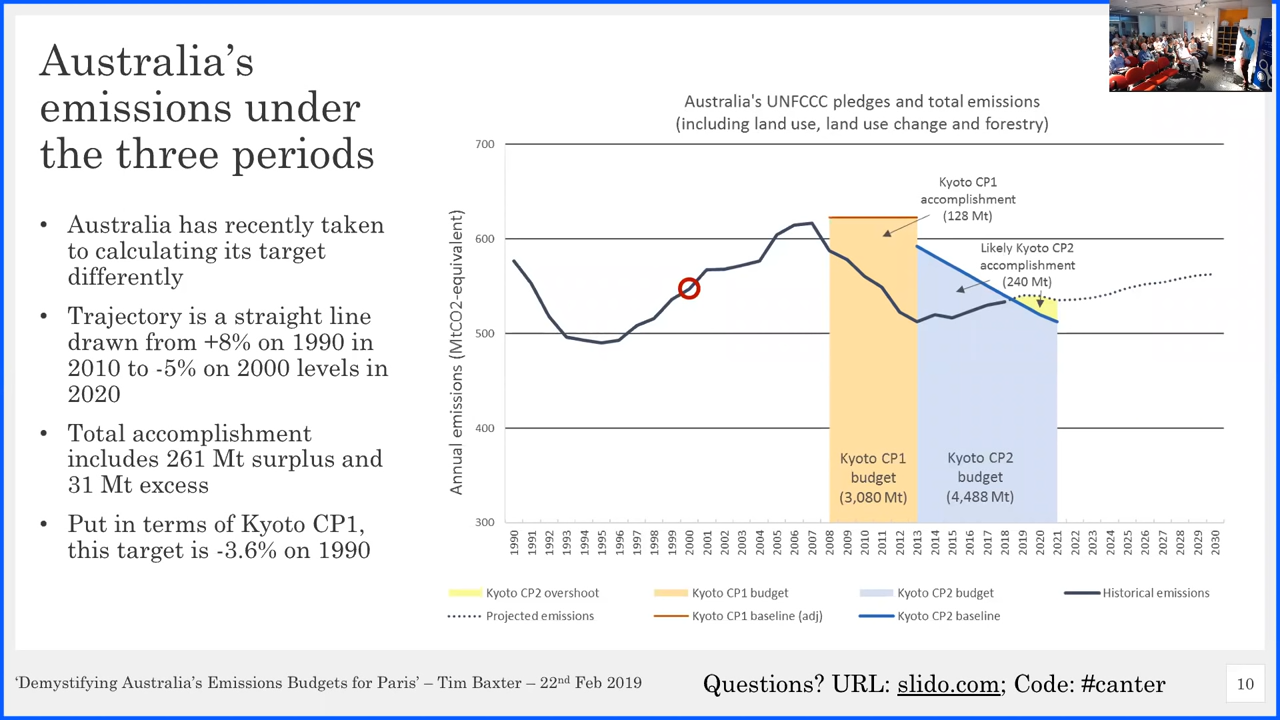 Australia's
emissions under
the three periods
• Australia has recently taken
to calculating its target
differently
• Trajectory is a straight line
drawn from +8% on 1990 in
2010 to -5% on 2000 levels in
2020
• Total accomplishment
includes 261 Mt surplus and
31 Mt excess
• Put in terms of Kyoto CP1,
this target is -3.6% on 1990
Australia's UNFCCC pledges and total emissions
(including land use, land use change and forestry)
Annual emissions (MtCO2-equivalent)
700
600
500
400
300
Kyoto CP1
accomplishment
(128 Mt)
Likely Kyoto CP2
accomplishment
(240 Mt)
Kyoto CP1
budget
(3,080 Mt)
Kyoto CP2
budget
(4,488 Mt)
1990 1991 1992 1993 1994 1995 1996 1997 1998 1999 2000 2001 2002 2003 2004 2005 2006 2007 2008 2009 2010 2011 2012 2013 2014 2015 2016 2017 2018 2019 2020 2021 2022 2023 2024 2025 2026 2027 2028 2029 2030
Kyoto CP2 overshoot Kyoto CP1 budget Kyoto CP2 budget Historical emissions
Projected emissions Kyoto CP1 baseline (adj) Kyoto CP2 baseline
'Demystifying Australia's Emissions Budgets for Paris' – Tim Baxter – 22nd Feb 2019
Questions? URL: slido.com; Code: #canter
10